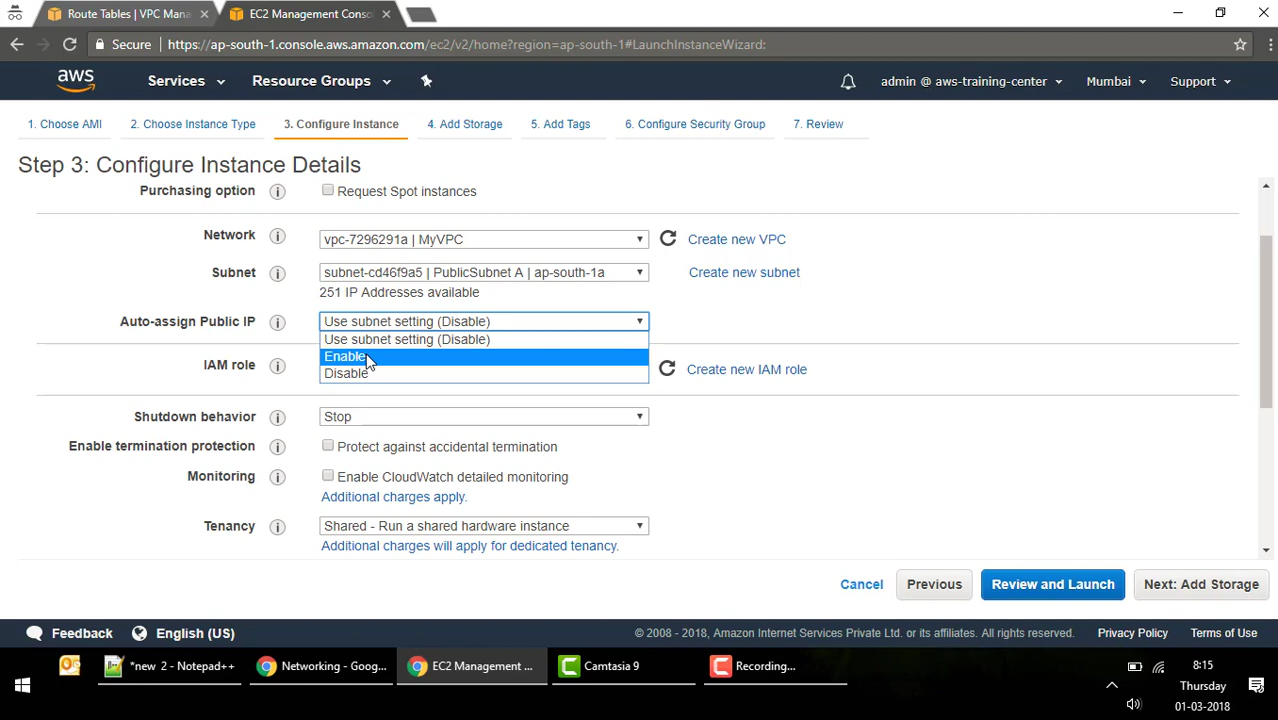 Route Tables | VPC Mana
EC2 Management Conso
Secure
https://ap-south-1.console.aws.amazon.com/ec2/v2/home?region=ap-south-1#LaunchInstanceWizard:
aws
Services
Resource Groups
admin @ aws-training-center
Mumbai
Support
1. Choose AMI
2. Choose Instance Type
3. Configure Instance
4. Add Storage
5. Add Tags
6. Configure Security Group
7. Review
Step 3: Configure Instance Details
Purchasing option
i
Request Spot instances
Network
i
vpc-7296291a | MyVPC
Create new VPC
Subnet
i
subnet-cd46f9a5 | PublicSubnet A | ap-south-1a
Create new subnet
251 IP Addresses available
Auto-assign Public IP
i
Use subnet setting (Disable)
Use subnet setting (Disable)
Enable
Disable
IAM role
i
Create new IAM role
Shutdown behavior
i
Stop
Enable termination protection
i
Protect against accidental termination
Monitoring
i
Enable CloudWatch detailed monitoring
Additional charges apply.
Tenancy
i
Shared - Run a shared hardware instance
Additional charges will apply for dedicated tenancy.
Cancel
Previous
Review and Launch
Next: Add Storage
Feedback
English (US)
© 2008 - 2018, Amazon Internet Services Private Ltd. or its affiliates. All rights reserved.
Privacy Policy
Terms of Use
*new 2 - Notepad++
Networking - Goog...
EC2 Management ...
Camtasia 9
Recording...
8:15
Thursday
01-03-2018